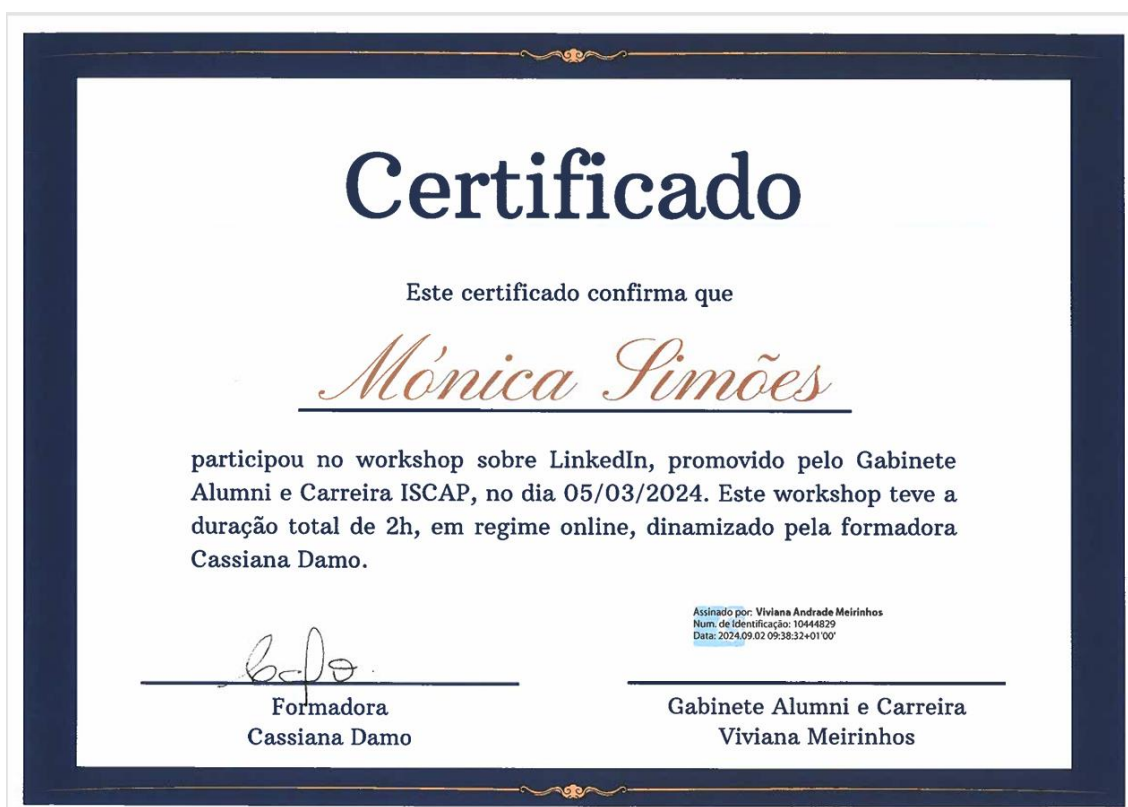 Certificado
Este certificado confirma que
Mónica Simões
participou no workshop sobre LinkedIn, promovido pelo Gabinete
Alumni e Carreira ISCAP, no dia 05/03/2024. Este workshop teve a
duração total de 2h, em regime online, dinamizado pela formadora
Cassiana Damo.
Assinado por: Viviana Andrade Meirinhos
Num. de Identificação: 10444829
Data: 2024.09.02 09:38:32+01'00'
Formadora
Cassiana Damo
Gabinete Alumni e Carreira
Viviana Meirinhos